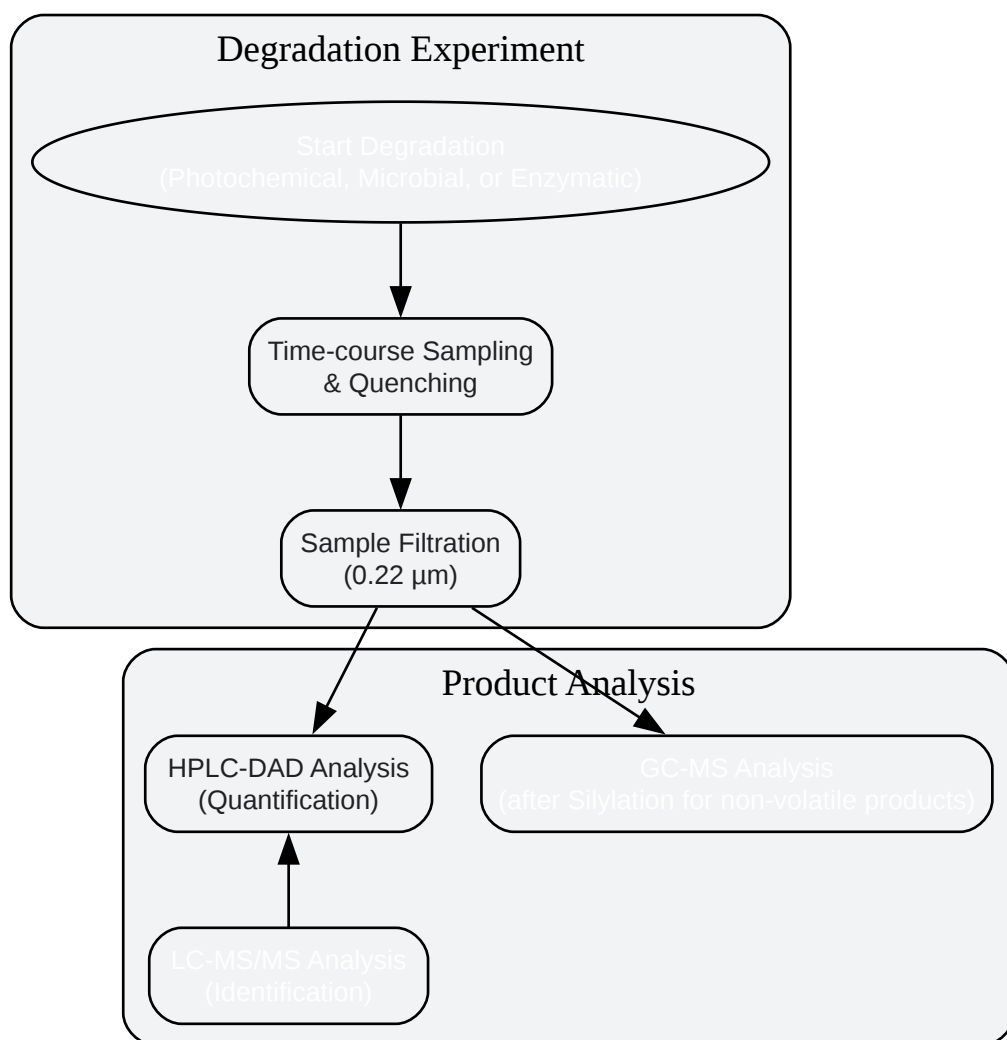 Degradation Experiment
Start Degradation
(Photochemical, Microbial, or Enzymatic)
Time-course Sampling
& Quenching
Sample Filtration
(0.22 µm)
Product Analysis
HPLC-DAD Analysis
(Quantification)
GC-MS Analysis
(after Silylation for non-volatile products)
LC-MS/MS Analysis
(Identification)